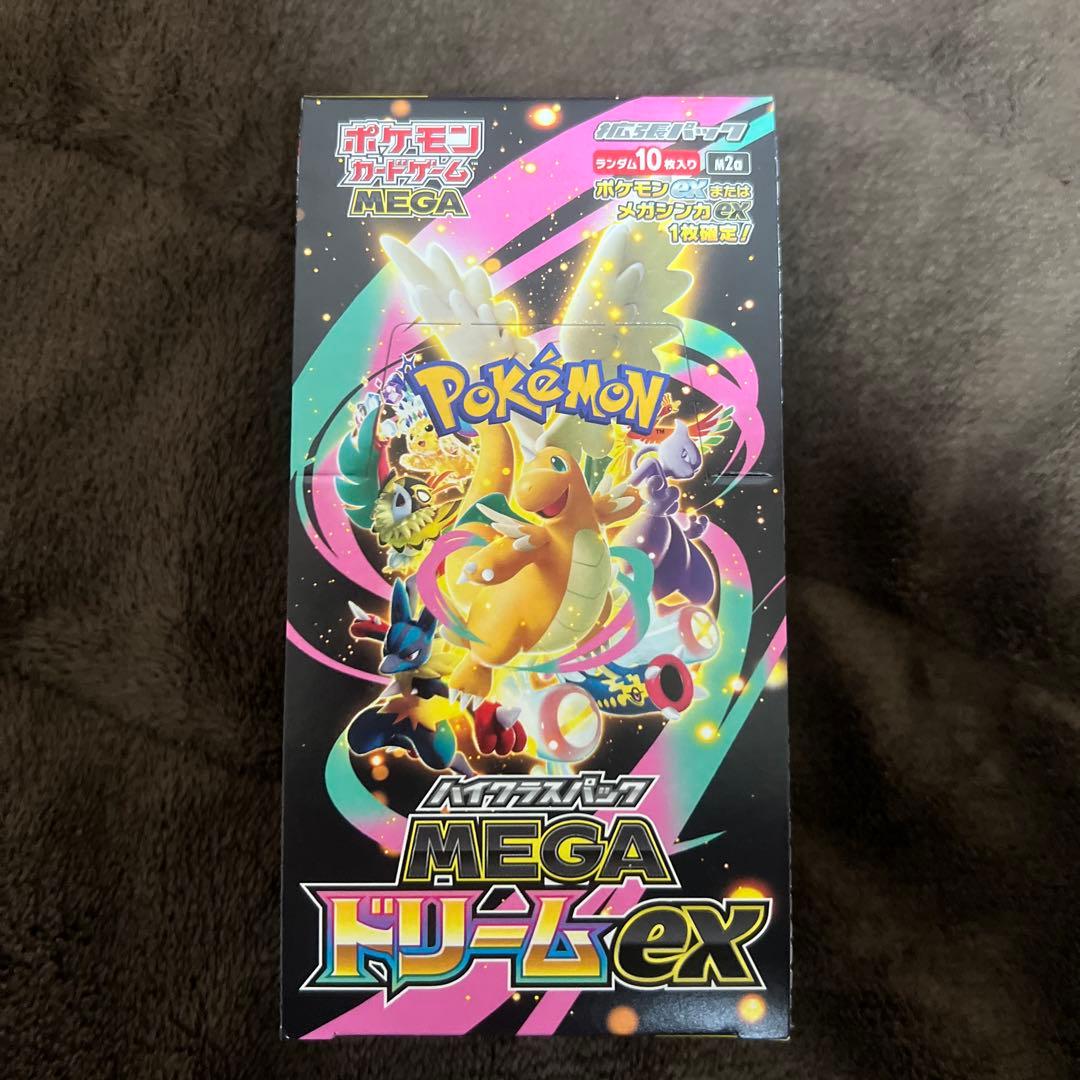 ポケモン
カードゲーム
MEGA
拡張パック
ランダム10枚入り M2a
ポケモンexまたは
メガシンカex
1枚確定!
POKéMON
TM
ハイクラスパック
MEGA
ドリームex